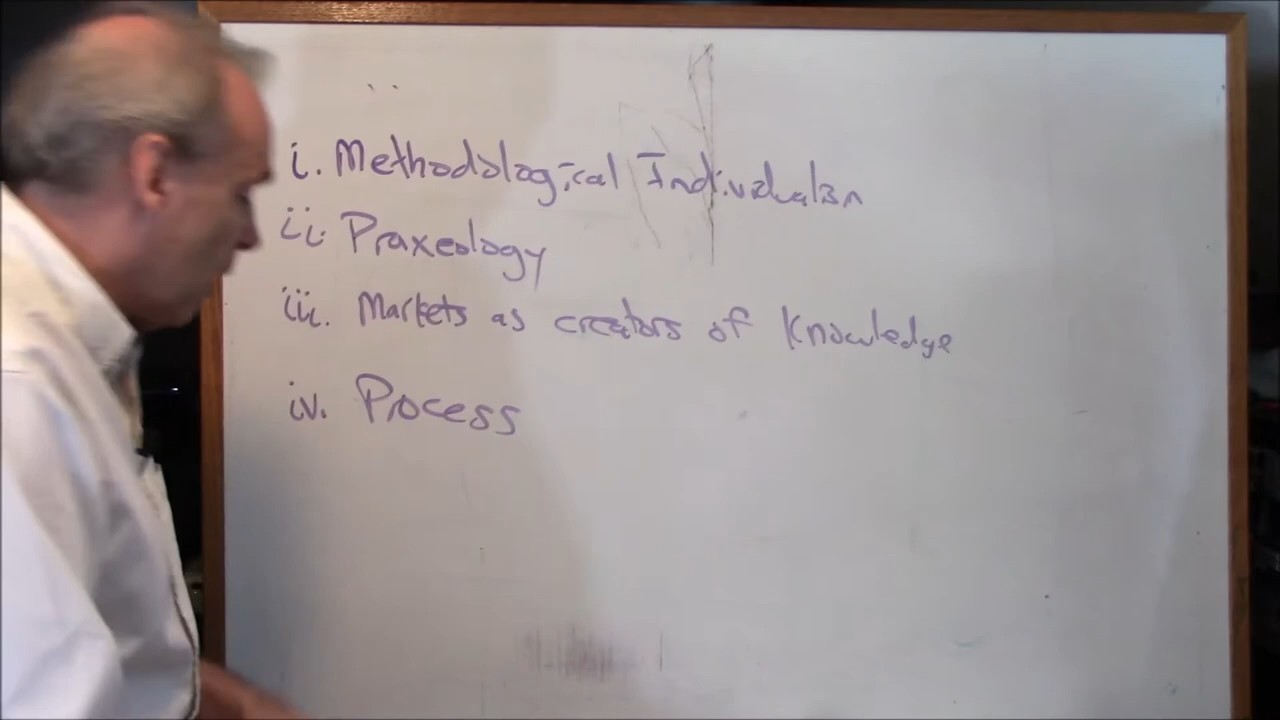 i. Methodological Individualism
ii. Praxeology
iii. Markets as creators of Knowledge
iv. Process